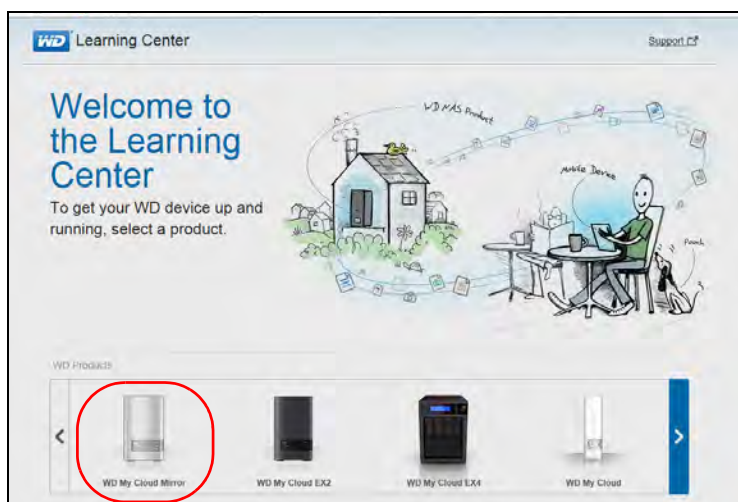 WD Learning Center
Support
Welcome to
the Learning
Center
To get your WD device up and
running, select a product.
WD NAS Product
Mobile Device
Pooch
WD Products
WD My Cloud Mirror
WD My Cloud EX2
WD My Cloud EX4
WD My Cloud